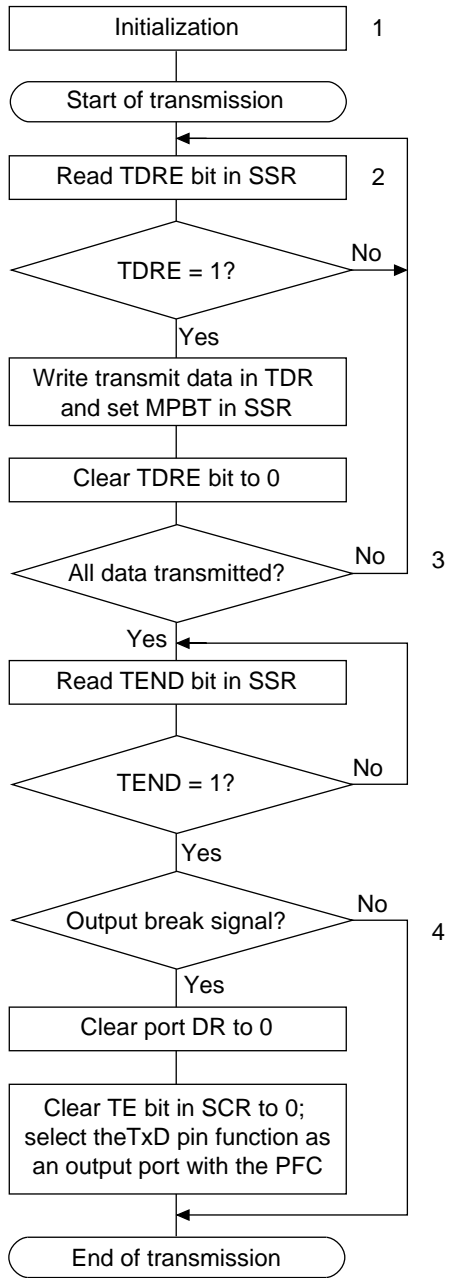 Initialization 1
Start of transmission
Read TDRE bit in SSR 2
TDRE = 1? No
Yes
Write transmit data in TDR
and set MPBT in SSR
Clear TDRE bit to 0
All data transmitted? No 3
Yes
Read TEND bit in SSR
TEND = 1? No
Yes
Output break signal? No 4
Yes
Clear port DR to 0
Clear TE bit in SCR to 0;
select theTxD pin function as
an output port with the PFC
End of transmission